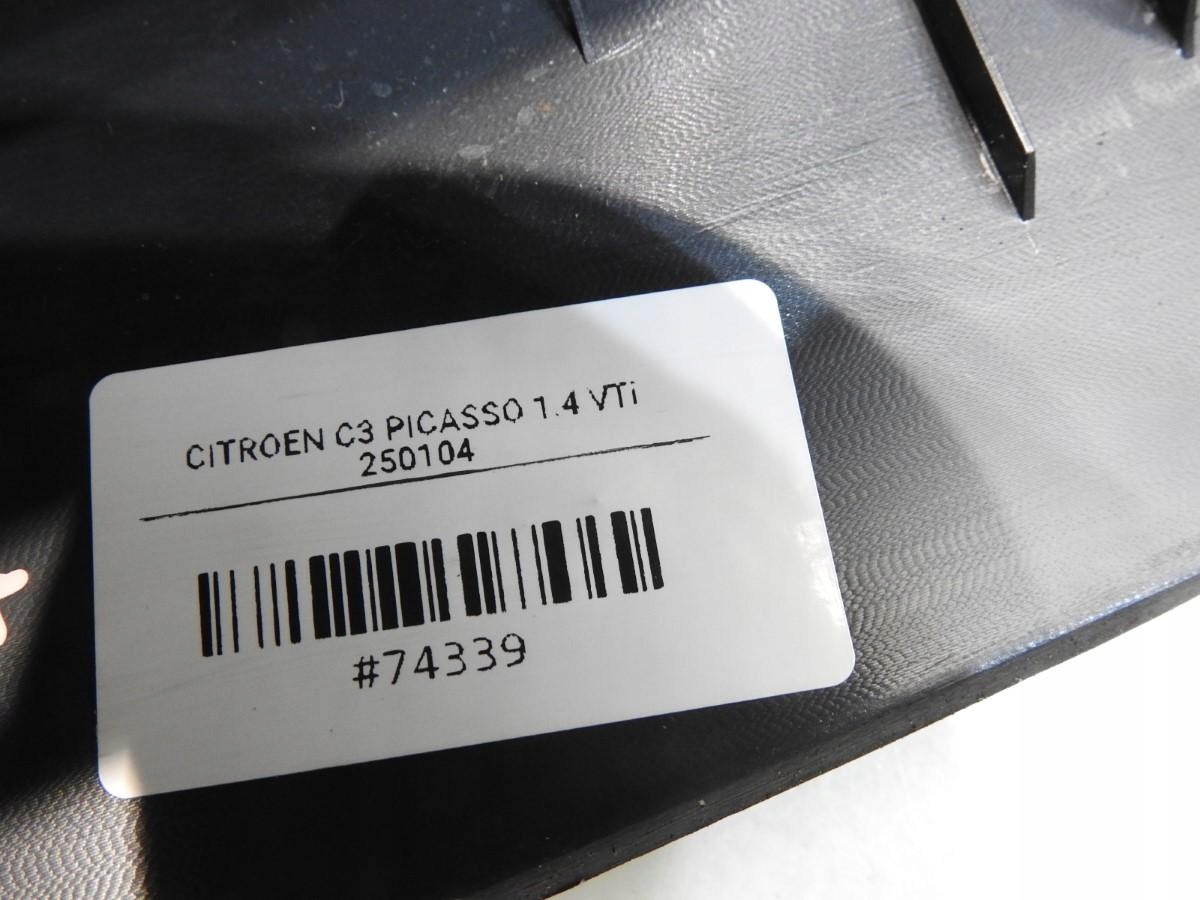 CITROEN C3 PICASSO 1.4 VTi
250104
#74339